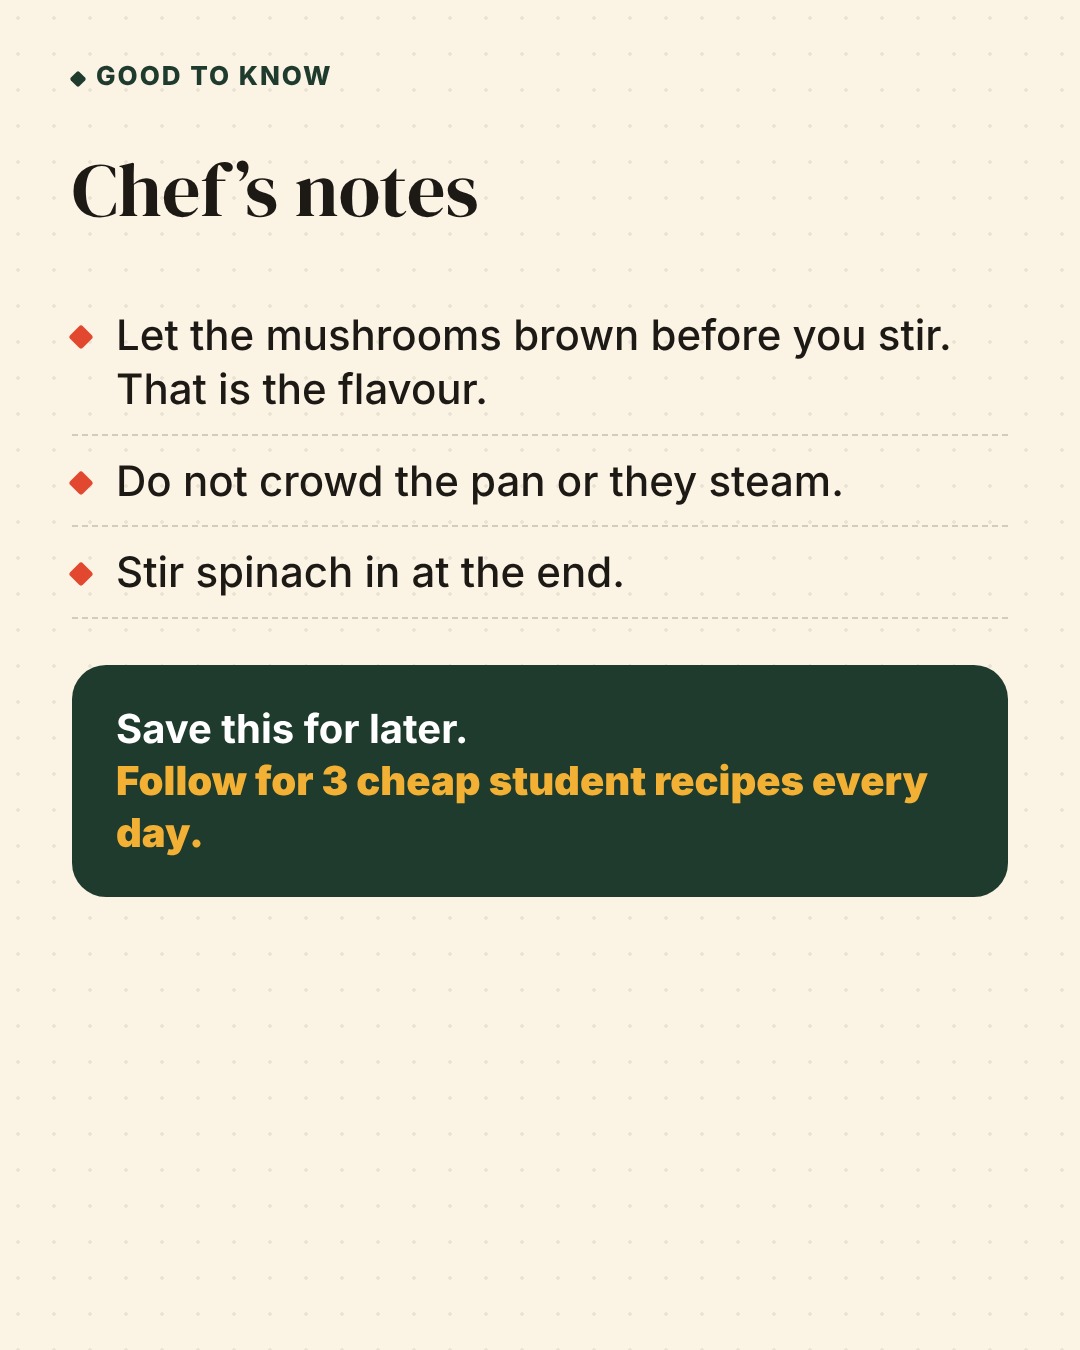 GOOD TO KNOW
Chef’s notes
Let the mushrooms brown before you stir.
That is the flavour.
Do not crowd the pan or they steam.
Stir spinach in at the end.
Save this for later.
Follow for 3 cheap student recipes every
day.